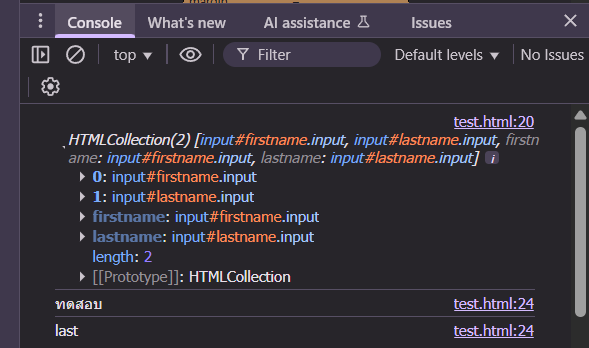 Console What's new AI assistance Issues
top Filter Default levels No Issues
test.html:20
HTMLCollection(2) [input#firstname.input, input#lastname.input, firstn
ame: input#firstname.input, lastname: input#lastname.input]
0: input#firstname.input
1: input#lastname.input
firstname: input#firstname.input
lastname: input#lastname.input
length: 2
[[Prototype]]: HTMLCollection
ทดสอบ test.html:24
last test.html:24